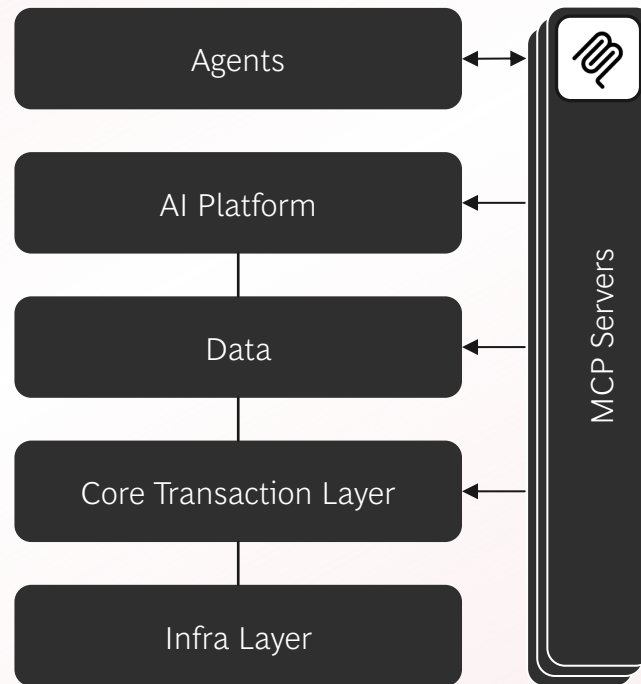 Agents
AI Platform
Data
Core Transaction Layer
Infra Layer
MCP Servers